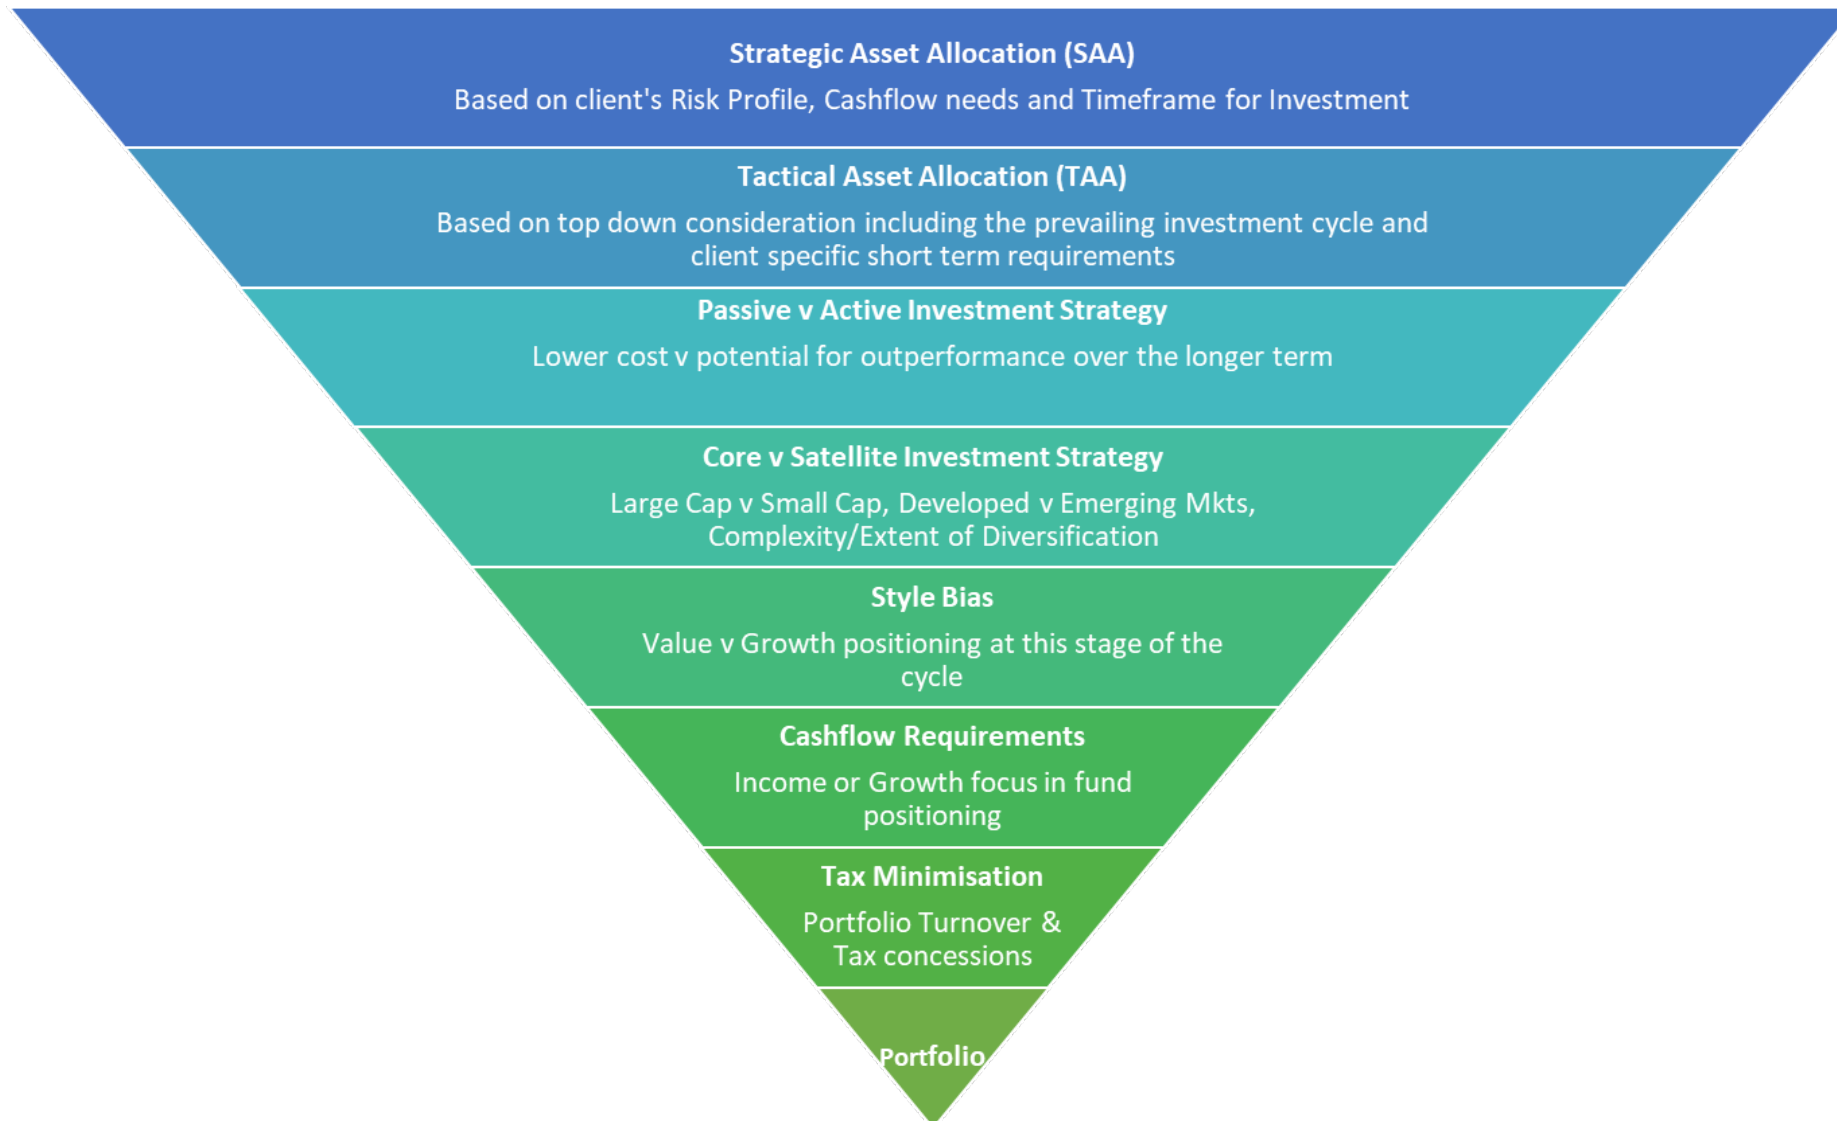 Strategic Asset Allocation (SAA)
Based on client's Risk Profile, Cashflow needs and Timeframe for Investment
Tactical Asset Allocation (TAA)
Based on top down consideration including the prevailing investment cycle and
client specific short term requirements
Passive v Active Investment Strategy
Lower cost v potential for outperformance over the longer term
Core v Satellite Investment Strategy
Large Cap v Small Cap, Developed v Emerging Mkts,
Complexity/Extent of Diversification
Style Bias
Value v Growth positioning at this stage of the
cycle
Cashflow Requirements
Income or Growth focus in fund
positioning
Tax Minimisation
Portfolio Turnover &
Tax concessions
Portfolio